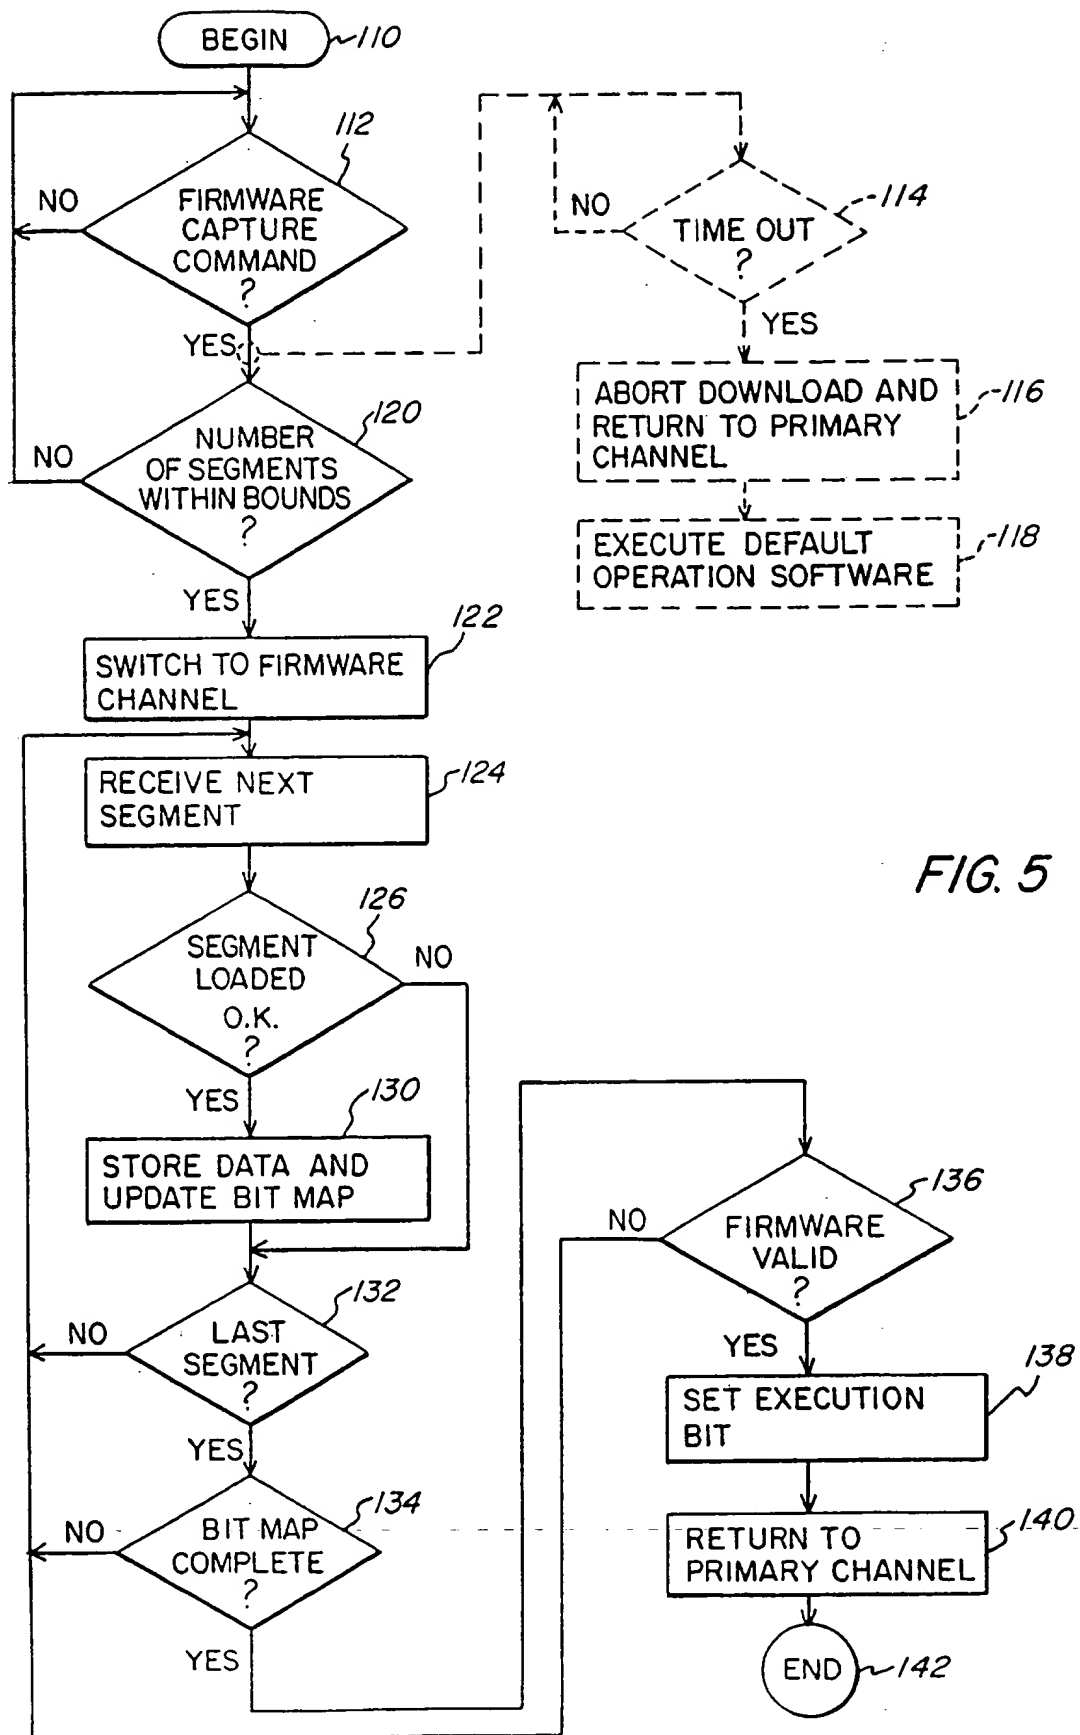 BEGIN
110
112
FIRMWARE
CAPTURE
COMMAND
?
NO
YES
114
TIME OUT
?
NO
YES
ABORT DOWNLOAD AND
RETURN TO PRIMARY
CHANNEL
116
EXECUTE DEFAULT
OPERATION SOFTWARE
118
120
NUMBER
OF SEGMENTS
WITHIN BOUNDS
?
NO
YES
122
SWITCH TO FIRMWARE
CHANNEL
RECEIVE NEXT
SEGMENT
124
FIG. 5
126
SEGMENT
LOADED
O.K.
?
NO
YES
130
STORE DATA AND
UPDATE BIT MAP
132
LAST
SEGMENT
?
NO
YES
134
BIT MAP
COMPLETE
?
NO
YES
136
FIRMWARE
VALID
?
NO
YES
138
SET EXECUTION
BIT
140
RETURN TO
PRIMARY CHANNEL
END
142